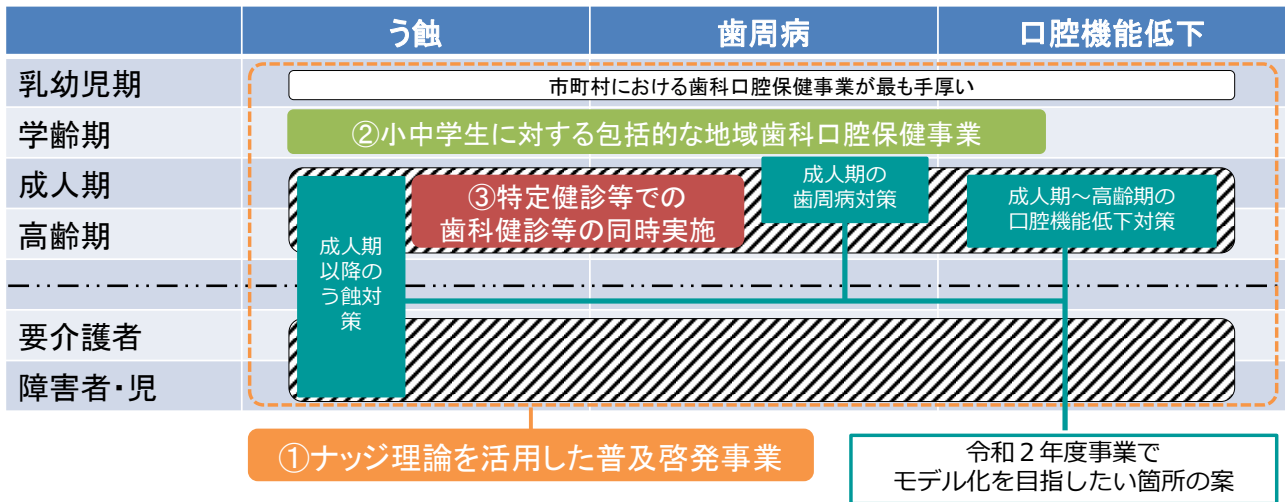 う蝕 歯周病 口腔機能低下
乳幼児期
市町村における歯科口腔保健事業が最も手厚い
学齢期
②小中学生に対する包括的な地域歯科口腔保健事業
成人期
高齢期
③特定健診等での
歯科健診等の同時実施
成人期の
歯周病対策
成人期～高齢期の
口腔機能低下対策
成人期
以降の
う蝕対
策
要介護者
障害者・児
①ナッジ理論を活用した普及啓発事業
令和２年度事業で
モデル化を目指したい箇所の案